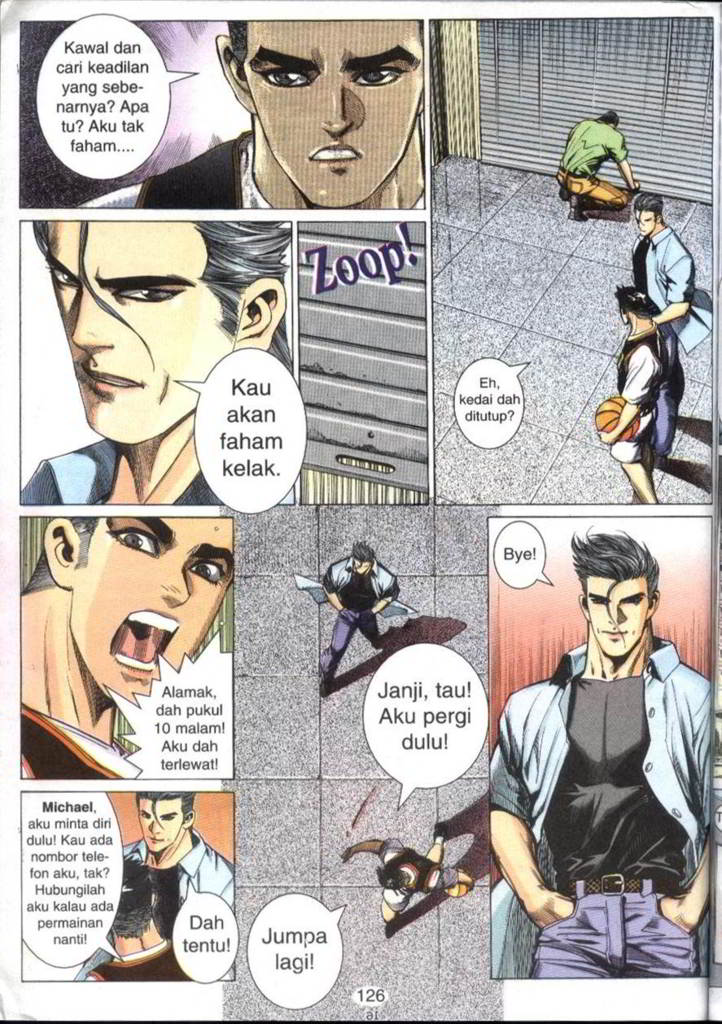 Kawal dan
cari keadilan
yang sebe-
narnya? Apa
tu? Aku tak
faham....
Kau
akan
faham
kelak.
Zoop!
Eh,
kedai dah
ditutup?
Alamak,
dah pukul
10 malam!
Aku dah
terlewat!
Michael,
aku minta diri
dulu! Kau ada
nombor tele-
fon aku, tak?
Hubungilah
aku kalau ada
permainan
nanti!
Dah
tentu!
Janji, tau!
Aku pergi
dulu!
Jumpa
lagi!
Bye!
126